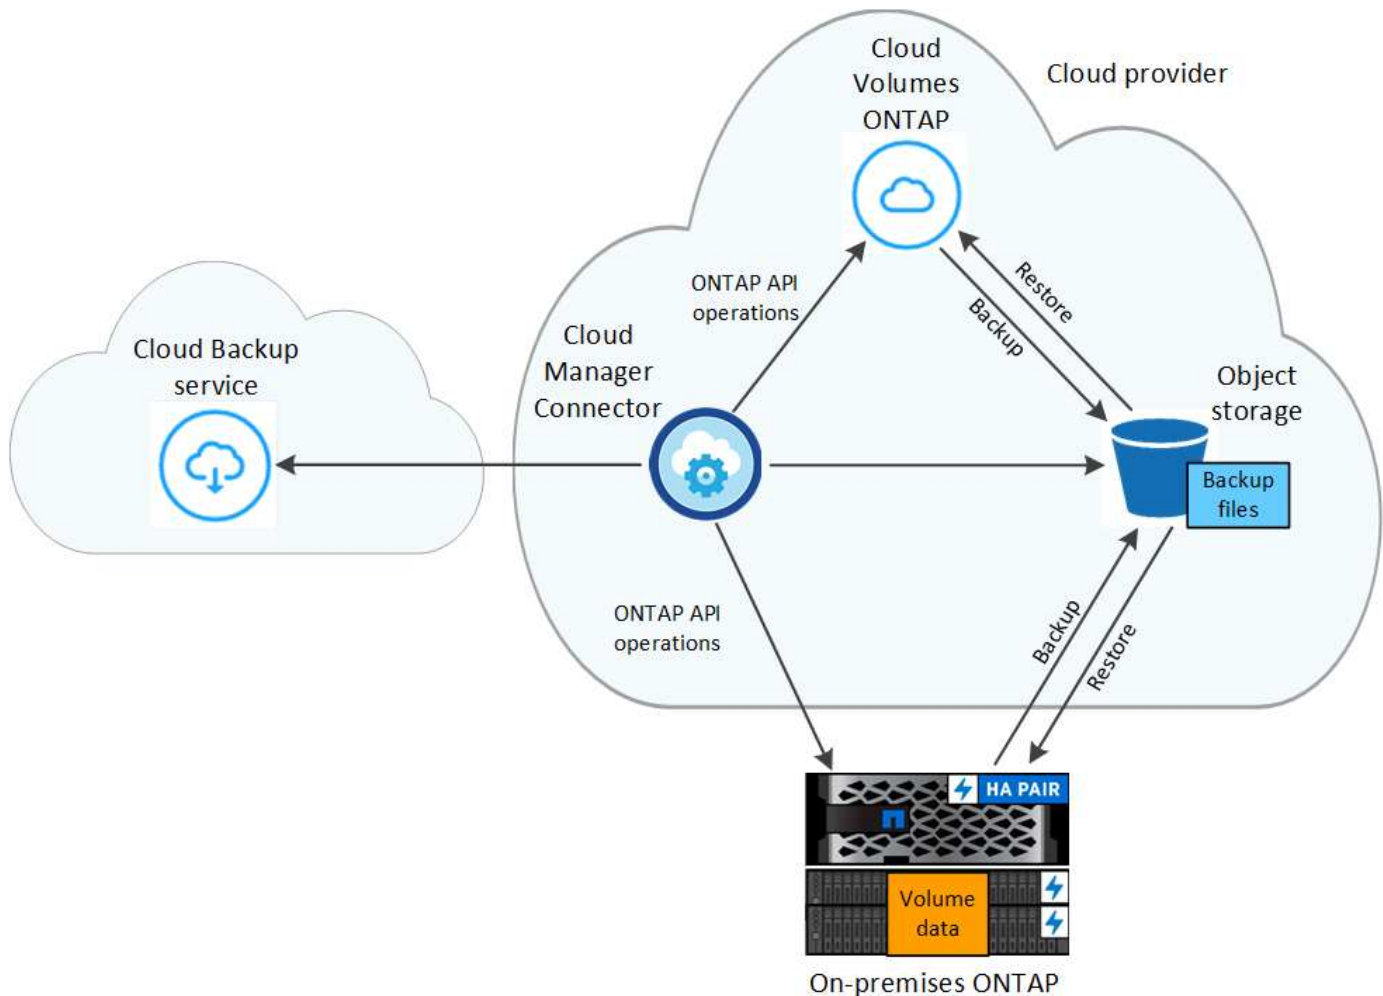 Cloud
Volumes
ONTAP
Cloud provider
ONTAP API
operations
Restore
Backup
Cloud
Manager
Connector
Cloud Backup
service
Object
storage
Backup
files
ONTAP API
operations
Backup
Restore
HA PAIR
Volume
data
On-premises ONTAP